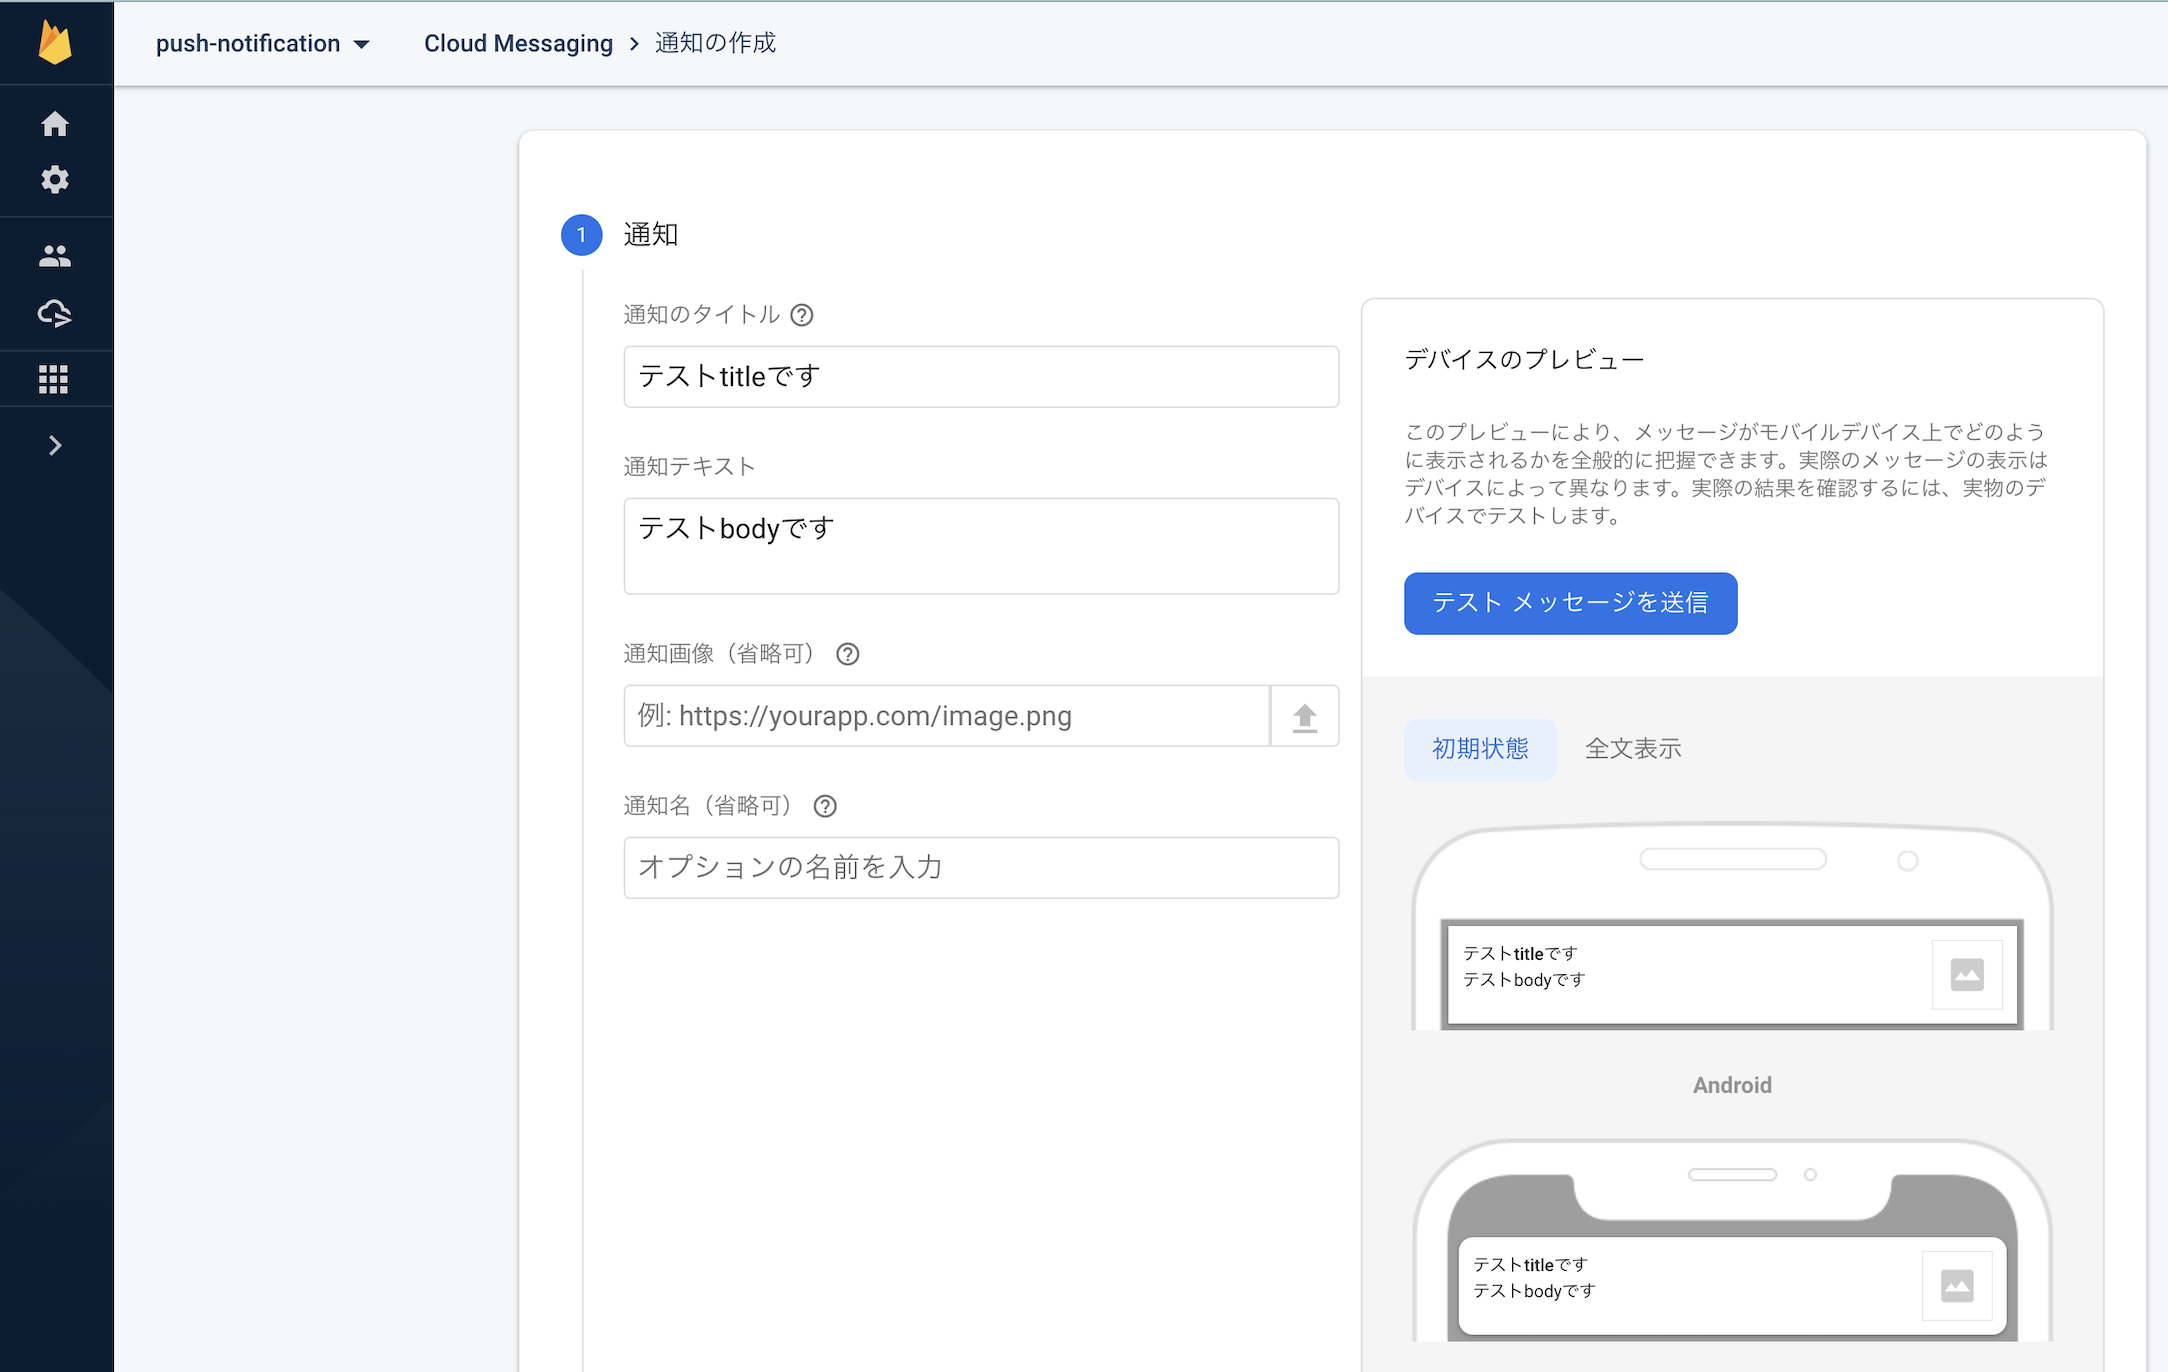 push-notification
Cloud Messaging > 通知の作成
1 通知
通知のタイトル
テストtitleです
通知テキスト
テストbodyです
通知画像（省略可）
例: https://yourapp.com/image.png
通知名（省略可）
オプションの名前を入力
デバイスのプレビュー
このプレビューにより、メッセージがモバイルデバイス上でどのよう
に表示されるかを全般的に把握できます。実際のメッセージの表示は
デバイスによって異なります。実際の結果を確認するには、実物のデ
バイスでテストします。
テスト メッセージを送信
初期状態 全文表示
テストtitleです
テストbodyです
Android
テストtitleです
テストbodyです